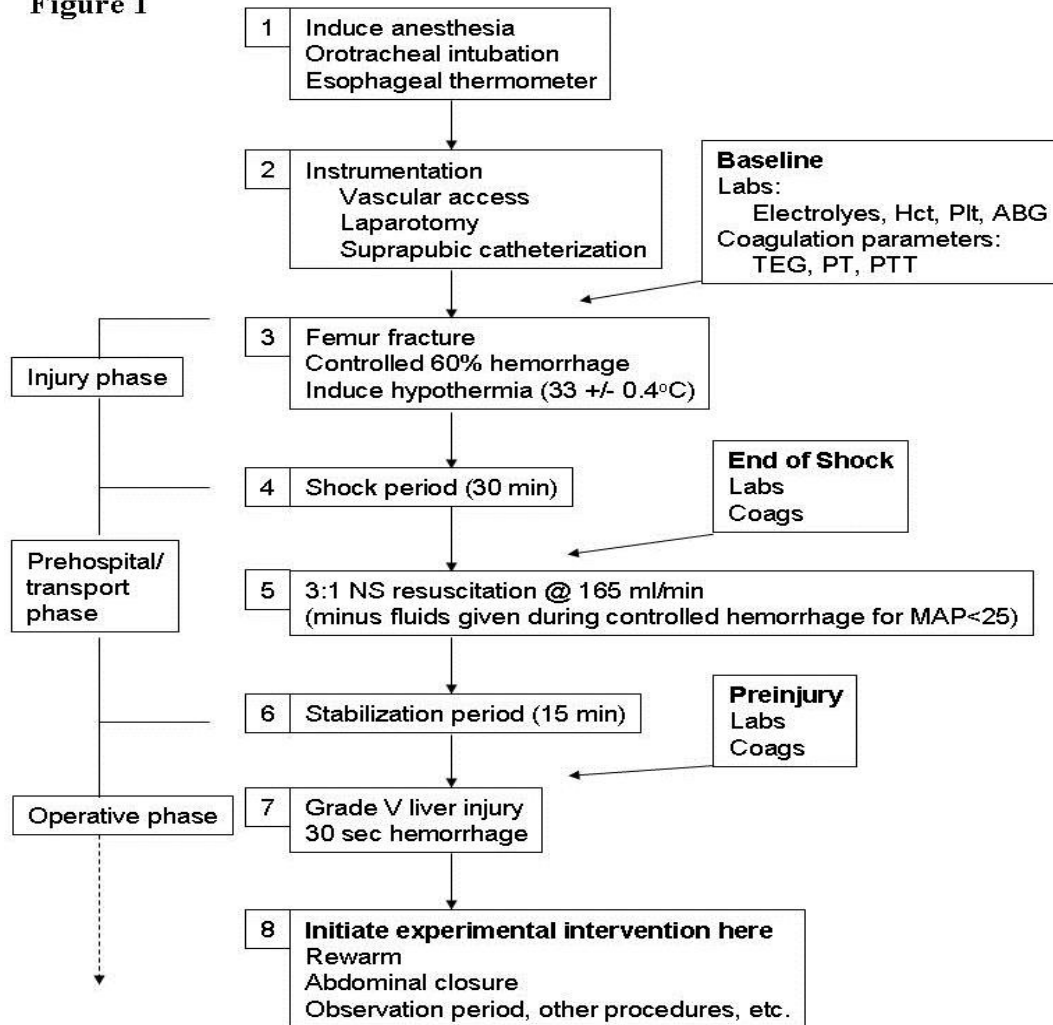 Figure 1
1 Induce anesthesia
Orotracheal intubation
Esophageal thermometer
2 Instrumentation
Vascular access
Laparotomy
Suprapubic catheterization
Baseline
Labs:
Electrolyes, Hct, Plt, ABG
Coagulation parameters:
TEG, PT, PTT
3 Femur fracture
Controlled 60% hemorrhage
Induce hypothermia (33 +/- 0.4°C)
Injury phase
End of Shock
Labs
Coags
4 Shock period (30 min)
Prehospital/
transport
phase
5 3:1 NS resuscitation @ 165 ml/min
(minus fluids given during controlled hemorrhage for MAP<25)
Preinjury
Labs
Coags
6 Stabilization period (15 min)
Operative phase
7 Grade V liver injury
30 sec hemorrhage
8 Initiate experimental intervention here
Rewarm
Abdominal closure
Observation period, other procedures, etc.